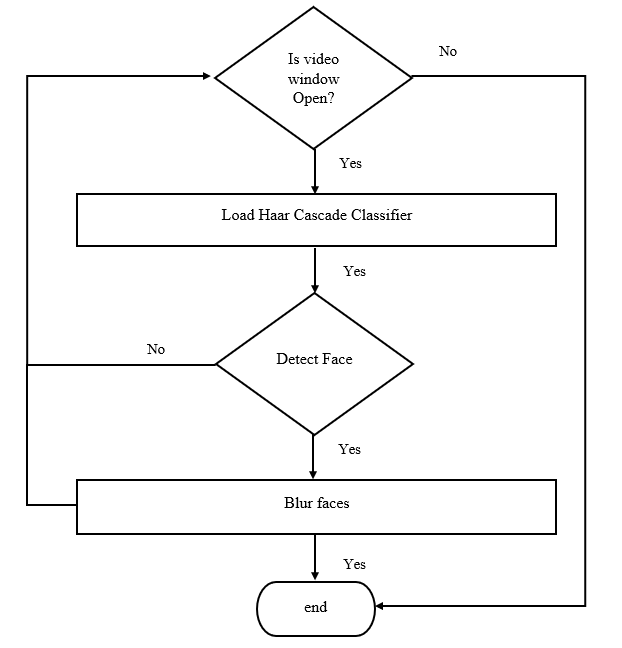 Is video
window
Open?
No
Yes
Load Haar Cascade Classifier
Yes
No
Detect Face
Yes
Blur faces
Yes
end